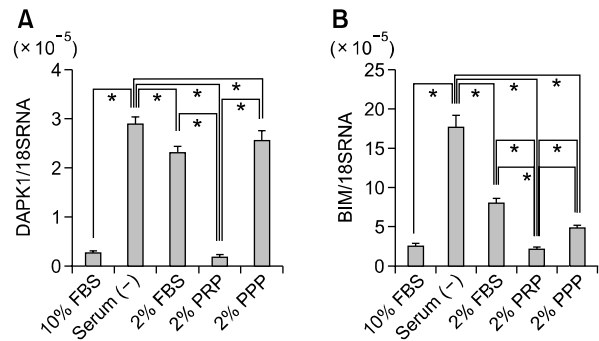 A
(×10⁻⁵)
DAPK1/18SRNA
4
3
2
1
0
* * * * * *
10% FBS
Serum (−)
2% FBS
2% PRP
2% PPP
B
(×10⁻⁵)
BIM/18SRNA
25
20
15
10
5
0
* * * * * * *
10% FBS
Serum (−)
2% FBS
2% PRP
2% PPP